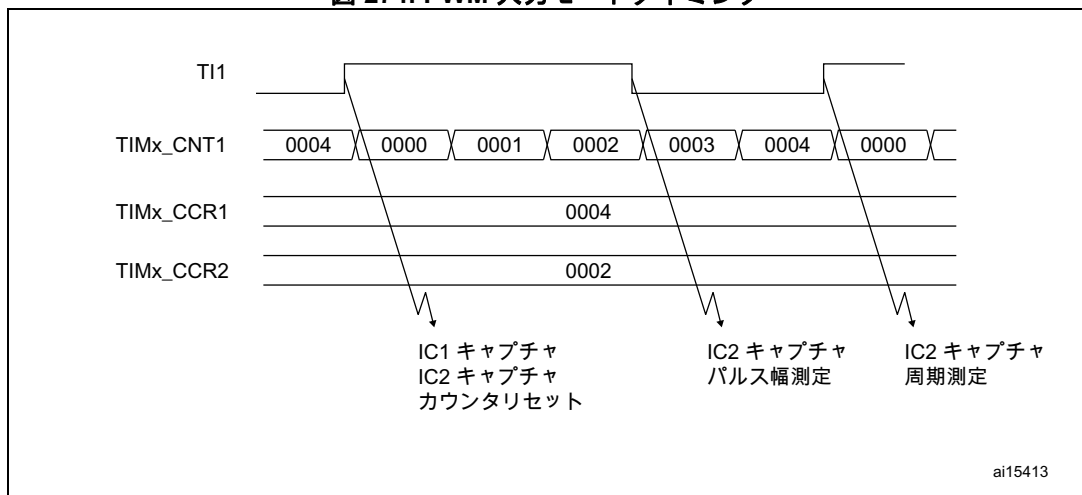 TI1
TIMx_CNT1 0004 0000 0001 0002 0003 0004 0000
TIMx_CCR1 0004
TIMx_CCR2 0002
IC1 キャプチャ
IC2 キャプチャ
カウンタリセット
IC2 キャプチャ
パルス幅測定
IC2 キャプチャ
周期測定
ai15413